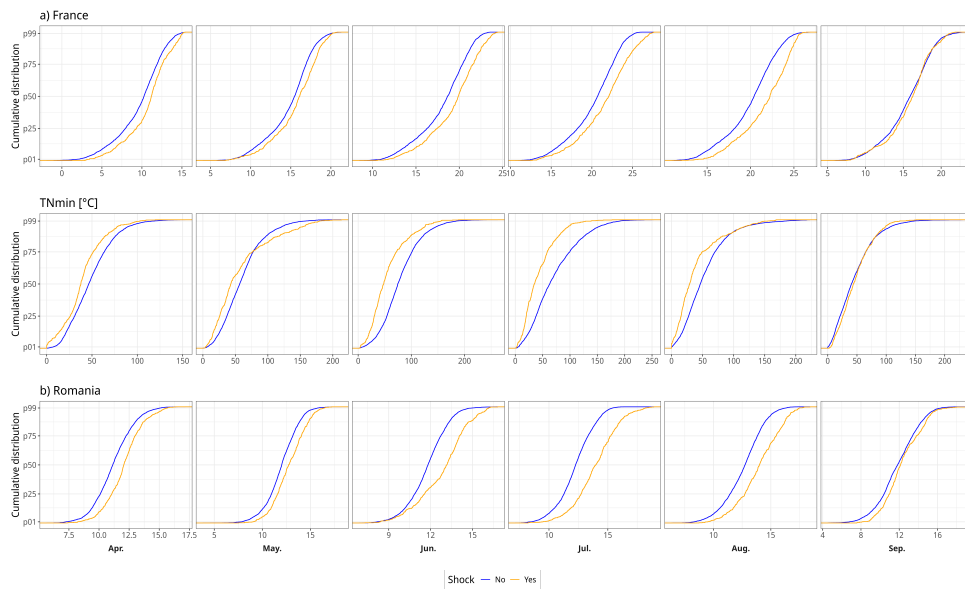 a) France
Cumulative distribution
p99
p75
p50
p25
p01
0 5 10 15 5 10 15 20 10 15 20 25 10 15 20 25 15 20 25 5 10 15 20
TNmin [°C]
Cumulative distribution
p99
p75
p50
p25
p01
0 50 100 150 0 50 100 150 200 0 100 200 0 50 100 150 200 250 0 50 100 150 200 0 50 100 150 200
b) Romania
Cumulative distribution
p99
p75
p50
p25
p01
7.5 10.0 12.5 15.0 17.5 5 10 15 9 12 15 10 15 10 15 4 8 12 16
Apr. May. Jun. Jul. Aug. Sep.
Shock No Yes